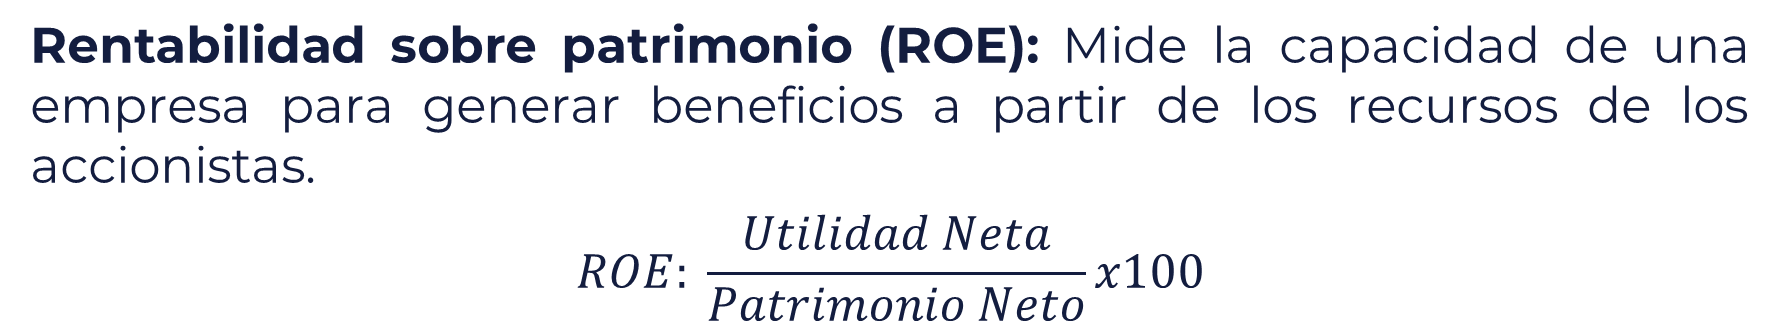 Rentabilidad sobre patrimonio (ROE): Mide la capacidad de una
empresa para generar beneficios a partir de los recursos de los
accionistas.
ROE: Utilidad Neta / Patrimonio Neto x100